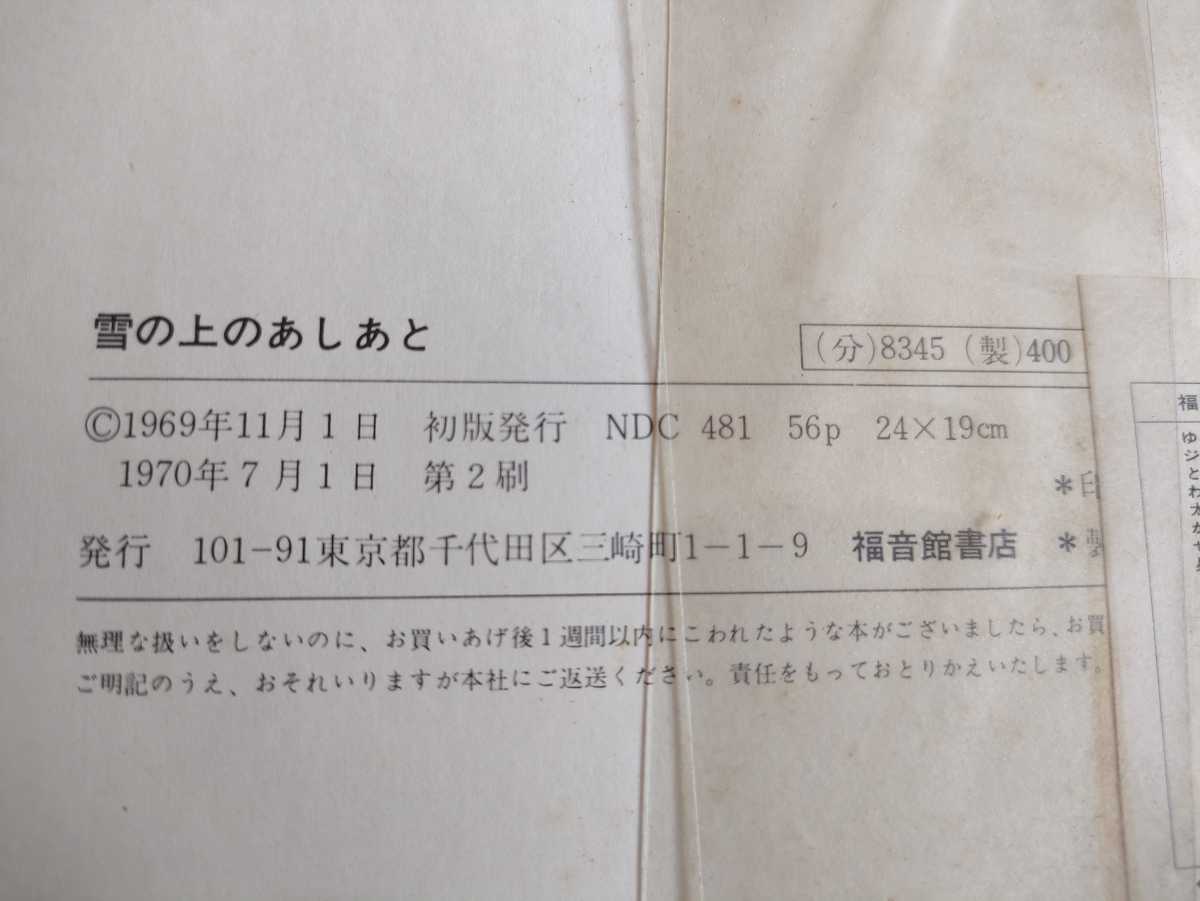 雪の上のあしあと
(分)8345 (製)400
©1969年11月1日 初版発行 NDC 481 56p 24×19cm
1970年7月1日 第2刷
*印
発行 101-91東京都千代田区三崎町1-1-9 福音館書店 *製
無理な扱いをしないのに、お買いあげ後1週間以内にこわれたような本がございましたら、お買
ご明記のうえ、おそれいりますが本社にご返送ください。責任をもっておとりかえいたします。
福